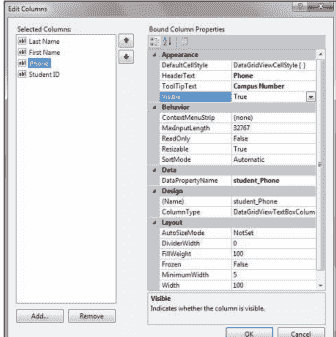 Edit Columns
Selected Columns:
Bound Column Properties
Last Name
First Name
Phone
Student ID
Appearance
DefaultCellStyle DataGridViewCellStyle { }
HeaderText Phone
ToolTipText Campus Number
Visible True
Behavior
ContextMenuStrip (none)
MaxInputLength 32767
ReadOnly False
Resizable True
SortMode Automatic
Data
DataPropertyName student_Phone
Design
(Name) student_Phone
ColumnType DataGridViewTextBoxColum
Layout
AutoSizeMode NotSet
DividerWidth 0
FillWeight 100
Frozen False
MinimumWidth 5
Width 100
Visible
Indicates whether the column is visible.
Add... Remove
OK Cancel